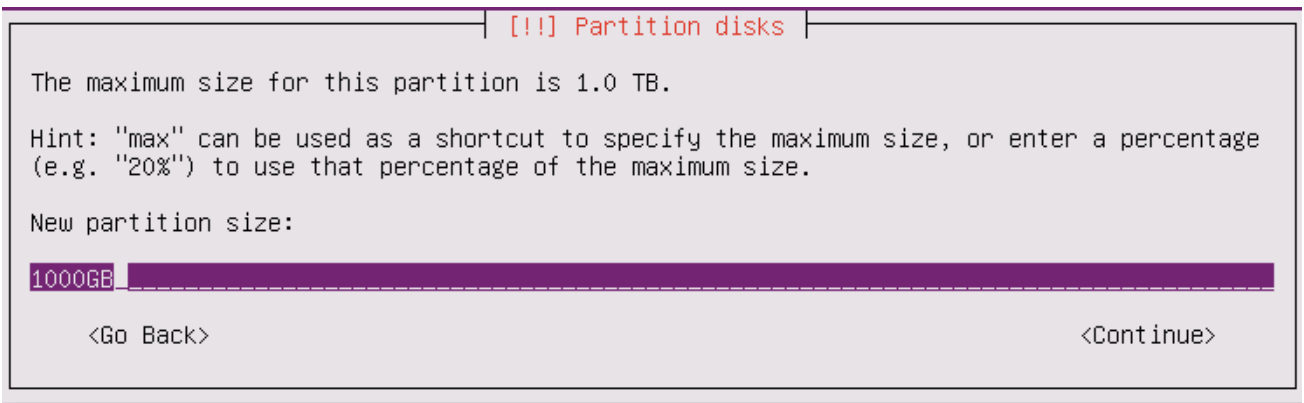 [!!] Partition disks
The maximum size for this partition is 1.0 TB.
Hint: "max" can be used as a shortcut to specify the maximum size, or enter a percentage
(e.g. "20%") to use that percentage of the maximum size.
New partition size:
1000GB
<Go Back> <Continue>